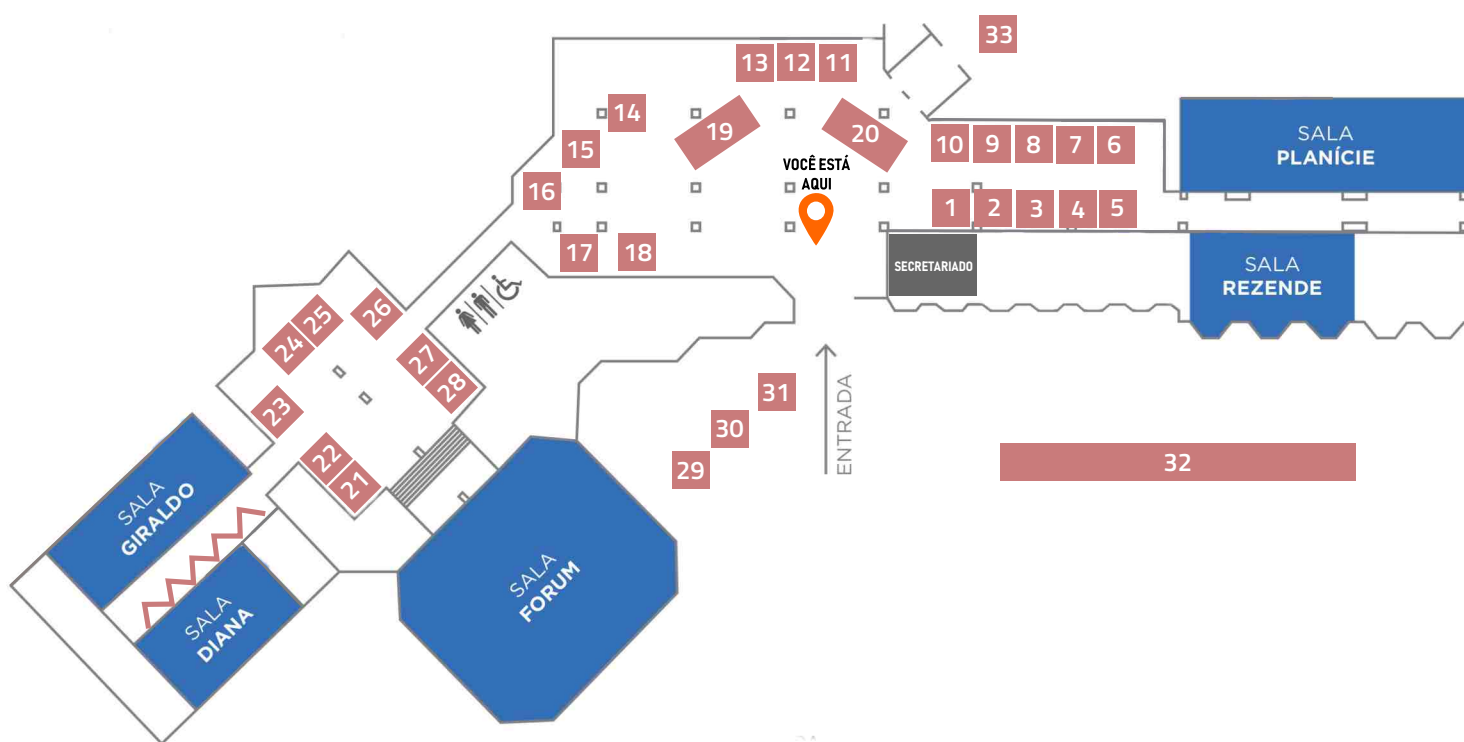 33
13 12 11
14
19
20
15
10 9 8 7 6
SALA
PLANÍCIE
VOCÊ ESTÁ
AQUI
16
1 2 3 4 5
17
18
SECRETARIADO
SALA
REZENDE
26
25
24
27
28
23
31
30
29
ENTRADA
32
22
21
SALA
GIRALDO
SALA
DIANA
SALA
FORUM